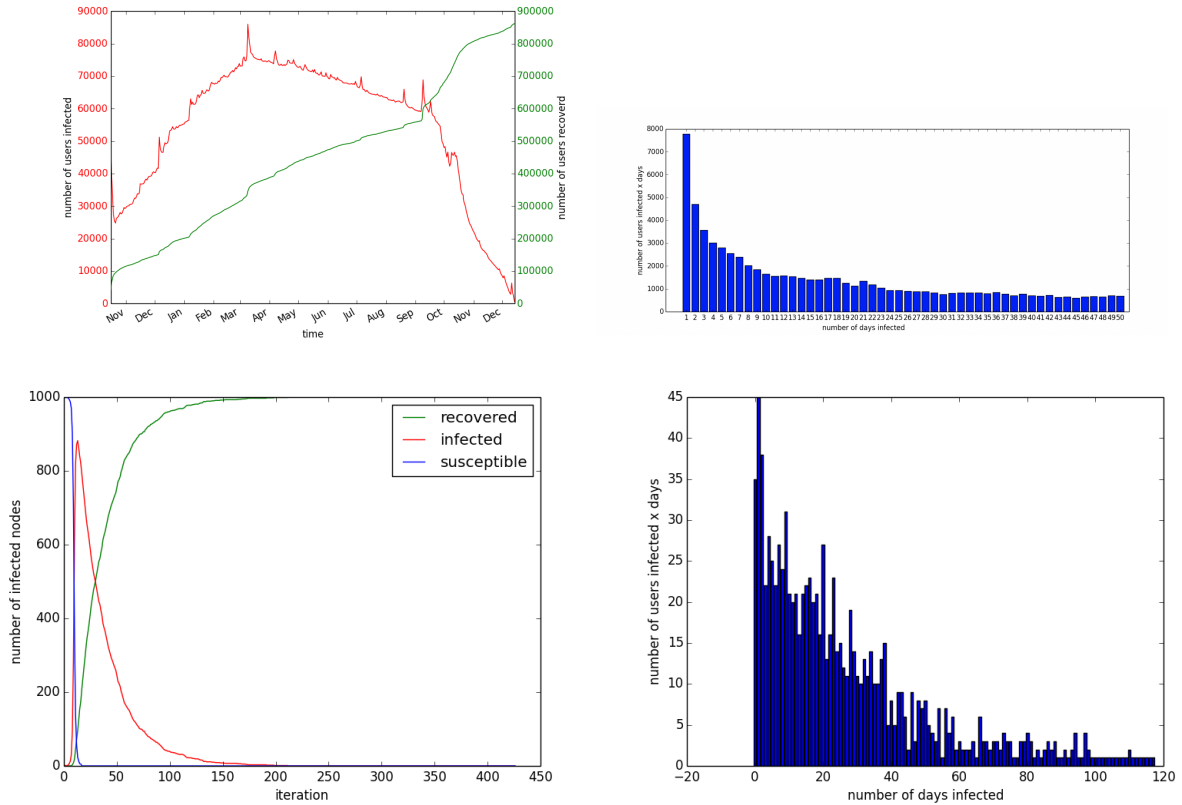 90000
80000
70000
60000
50000
40000
30000
20000
10000
0
number of users infected
900000
800000
700000
600000
500000
400000
300000
200000
100000
0
number of users recoverd
Nov Dec Jan Feb Mar Apr May Jun Jul Aug Sep Oct Nov Dec
time
8000
7000
6000
5000
4000
3000
2000
1000
0
number of users infected x days
1 2 3 4 5 6 7 8 9 10 11 12 13 14 15 16 17 18 19 20 21 22 23 24 25 26 27 28 29 30 31 32 33 34 35 36 37 38 39 40 41 42 43 44 45 46 47 48 49 50
number of days infected
1000
800
600
400
200
0
number of infected nodes
recovered
infected
susceptible
0 50 100 150 200 250 300 350 400 450
iteration
45
40
35
30
25
20
15
10
5
0
number of users infected x days
−20 0 20 40 60 80 100 120
number of days infected